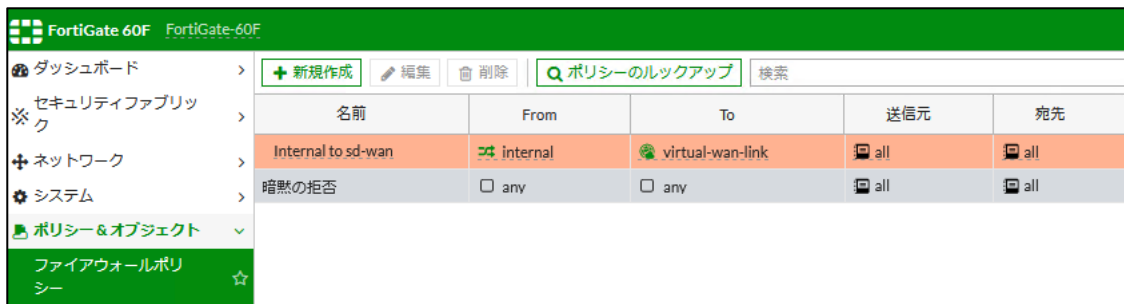 FortiGate 60F FortiGate-60F
ダッシュボード
セキュリティファブリッ
ク
ネットワーク
システム
ポリシー＆オブジェクト
ファイアウォールポリ
シー
新規作成 編集 削除 ポリシーのルックアップ 検索
名前 From To 送信元 宛先
Internal to sd-wan internal virtual-wan-link all all
暗黙の拒否 any any all all